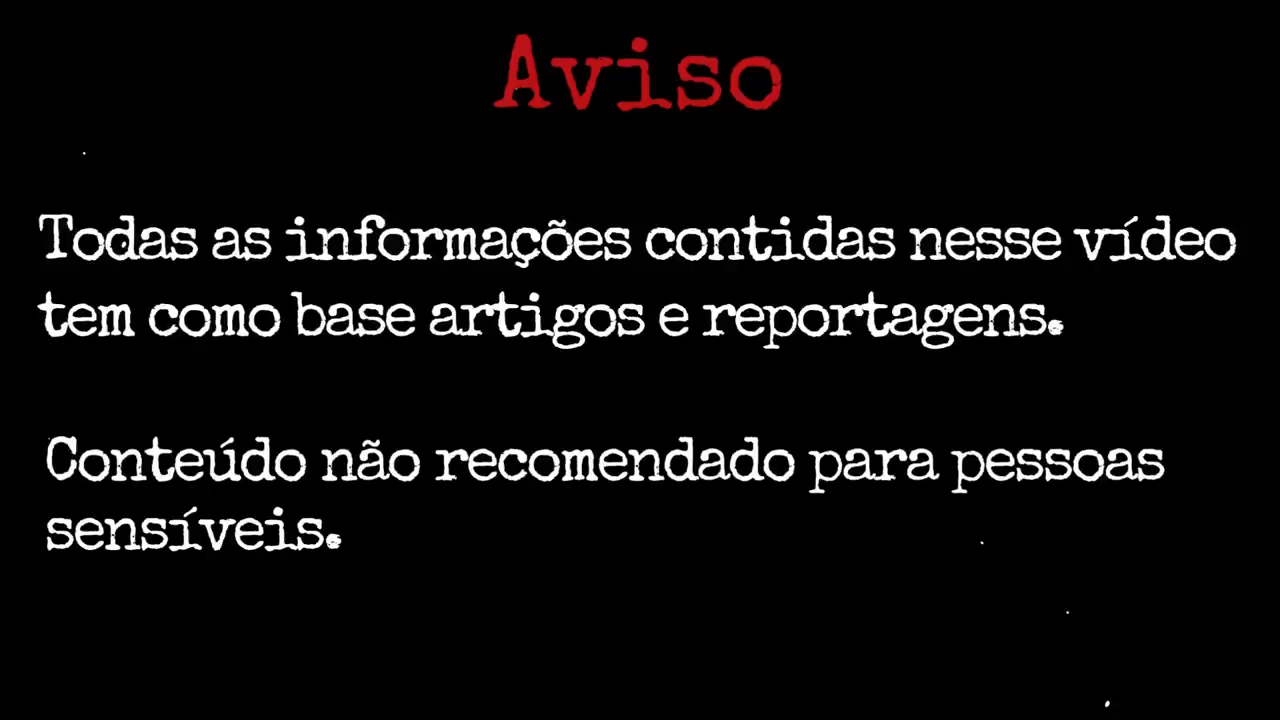 Aviso
Todas as informações contidas nesse vídeo
tem como base artigos e reportagens.
Conteúdo não recomendado para pessoas
sensíveis.